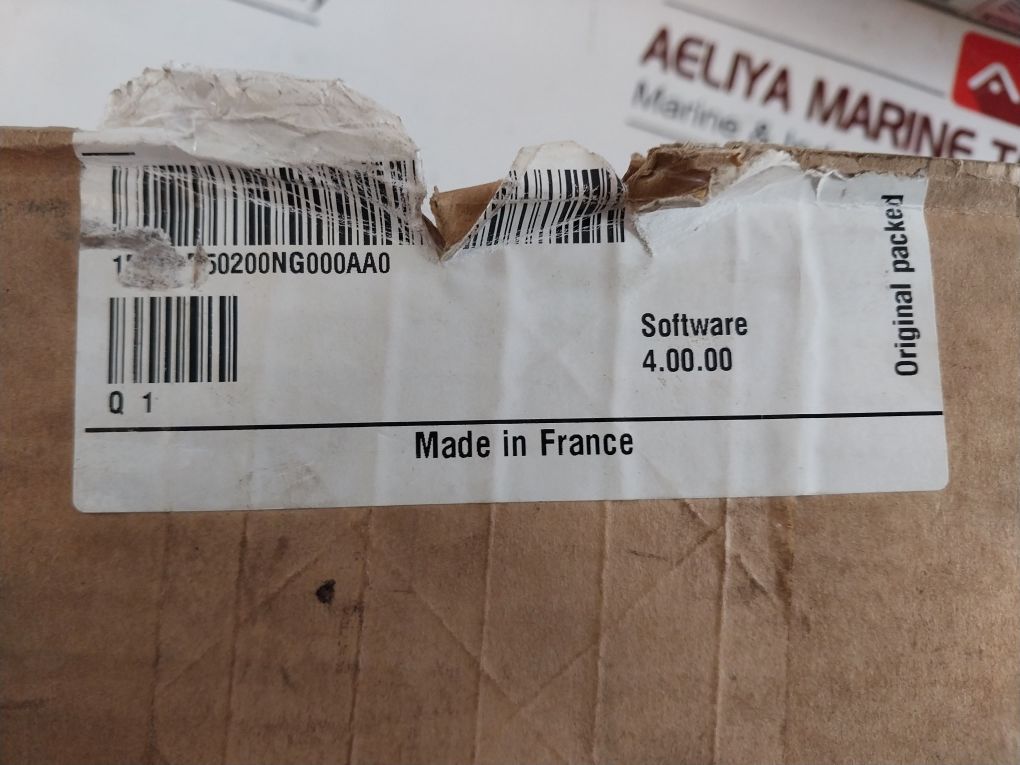 AELIYA MARINE
Marine &
50200NG000AA0
Q 1
Software
4.00.00
Original packed
Made in France